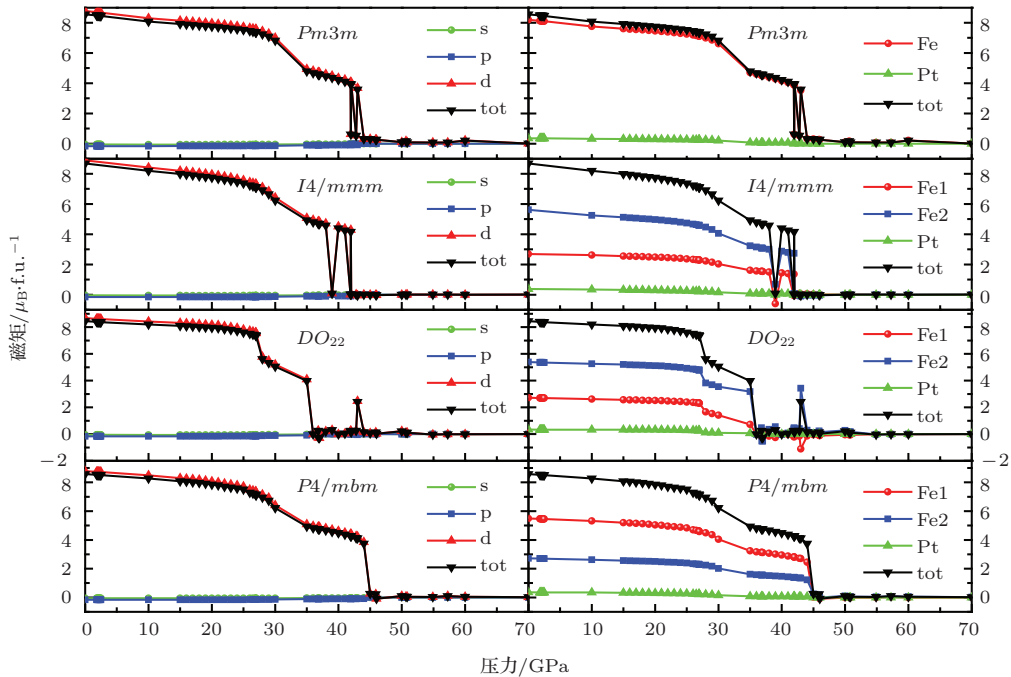 8 6 4 2 0
Pm3m
s
p
d
tot
Pm3m
Fe
Pt
tot
8 6 4 2 0
8 6 4 2 0
I4/mmm
s
p
d
tot
I4/mmm
Fe1
Fe2
Pt
tot
8 6 4 2 0
磁矩/μB·f.u.⁻¹
8 6 4 2 0 −2
DO₂₂
s
p
d
tot
DO₂₂
Fe1
Fe2
Pt
tot
8 6 4 2 0 −2
8 6 4 2 0
P4/mbm
s
p
d
tot
P4/mbm
Fe1
Fe2
Pt
tot
8 6 4 2 0
0 10 20 30 40 50 60 70 10 20 30 40 50 60 70
压力/GPa